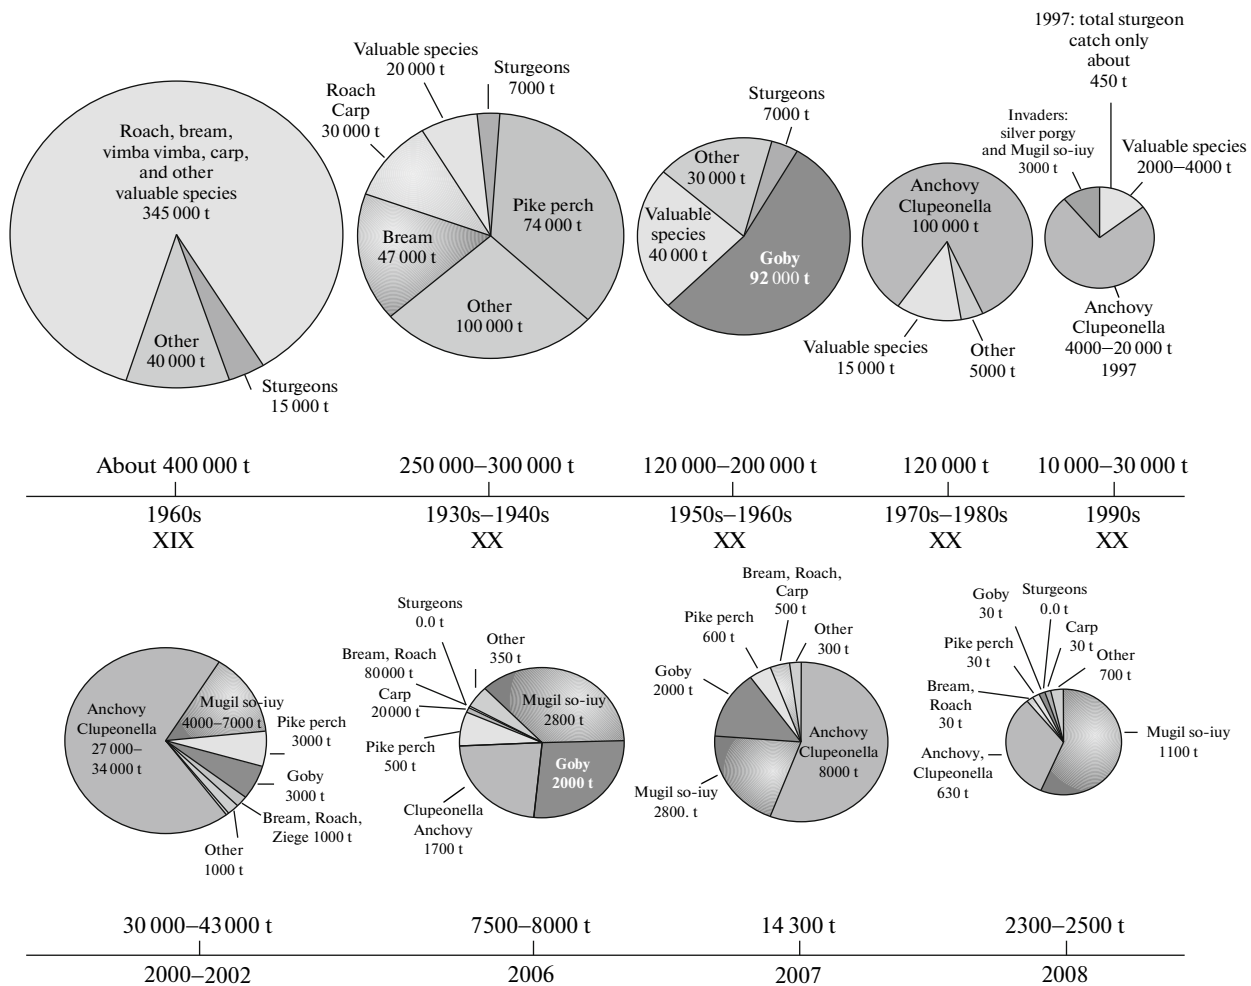 Roach, bream,
vimba vimba, carp,
and other
valuable species
345 000 t
Other
40 000 t
Sturgeons
15 000 t
Valuable species
20 000 t
Sturgeons
7000 t
Roach
Carp
30 000 t
Pike perch
74 000 t
Bream
47 000 t
Other
100 000 t
Sturgeons
7000 t
Other
30 000 t
Valuable
species
40 000 t
Goby
92 000 t
Anchovy
Clupeonella
100 000 t
Valuable species
15 000 t
Other
5000 t
1997: total sturgeon
catch only
about
450 t
Invaders:
silver porgy
and Mugil so-iuy
3000 t
Valuable species
2000–4000 t
Anchovy
Clupeonella
4000–20 000 t
1997
About 400 000 t
250 000–300 000 t
120 000–200 000 t
120 000 t
10 000–30 000 t
1960s
XIX
1930s–1940s
XX
1950s–1960s
XX
1970s–1980s
XX
1990s
XX
Anchovy
Clupeonella
27 000–
34 000 t
Mugil so-iuy
4000–7000 t
Pike perch
3000 t
Goby
3000 t
Bream, Roach,
Ziege 1000 t
Other
1000 t
Sturgeons
0.0 t
Other
350 t
Bream, Roach
80000 t
Carp
20000 t
Pike perch
500 t
Mugil so-iuy
2800 t
Goby
2000 t
Clupeonella
Anchovy
1700 t
Bream, Roach,
Carp
500 t
Pike perch
600 t
Other
300 t
Goby
2000 t
Anchovy
Clupeonella
8000 t
Mugil so-iuy
2800. t
Goby
30 t
Sturgeons
0.0 t
Carp
30 t
Pike perch
30 t
Other
700 t
Bream,
Roach
30 t
Mugil so-iuy
1100 t
Anchovy,
Clupeonella
630 t
30 000–43 000 t
7500–8000 t
14 300 t
2300–2500 t
2000–2002
2006
2007
2008